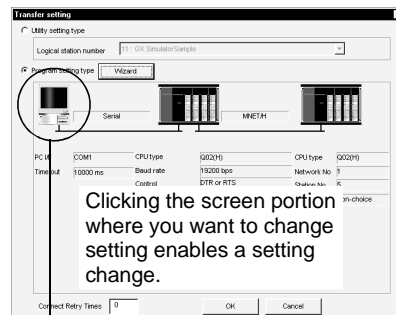 Transfer setting
Utility setting type
Logical station number 11 : GX SimulatorSample
Program setting type Wizard
Serial MNET/H
PC I/F COM1 CPU type Q02(H) CPU type Q02(H)
Time out 10000 ms Baud rate 19200 bps Network No 1
Control DTR or RTS Station No
on-choice
Clicking the screen portion
where you want to change
setting enables a setting
change.
Connect Retry Times 0 OK Cancel